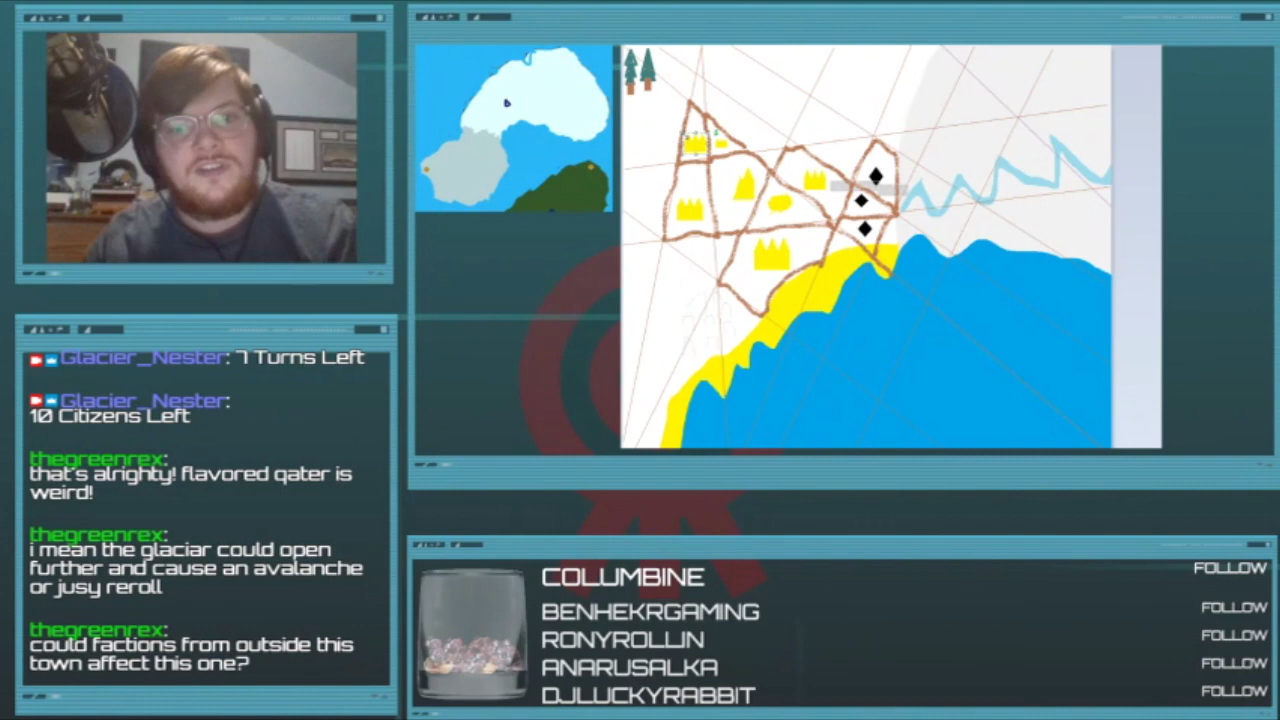 Glacier_Nester: 7 Turns Left
Glacier_Nester:
10 Citizens Left
thegreenrex:
that's alrighty! flavored qater is
weird!
thegreenrex:
i mean the glaciar could open
further and cause an avalanche
or jusy reroll
thegreenrex:
could factions from outside this
town affect this one?
COLUMBINE FOLLOW
BENHEKRGAMING FOLLOW
RONYROLLIN FOLLOW
ANARUSALKA FOLLOW
DJLUCKYRABBIT FOLLOW